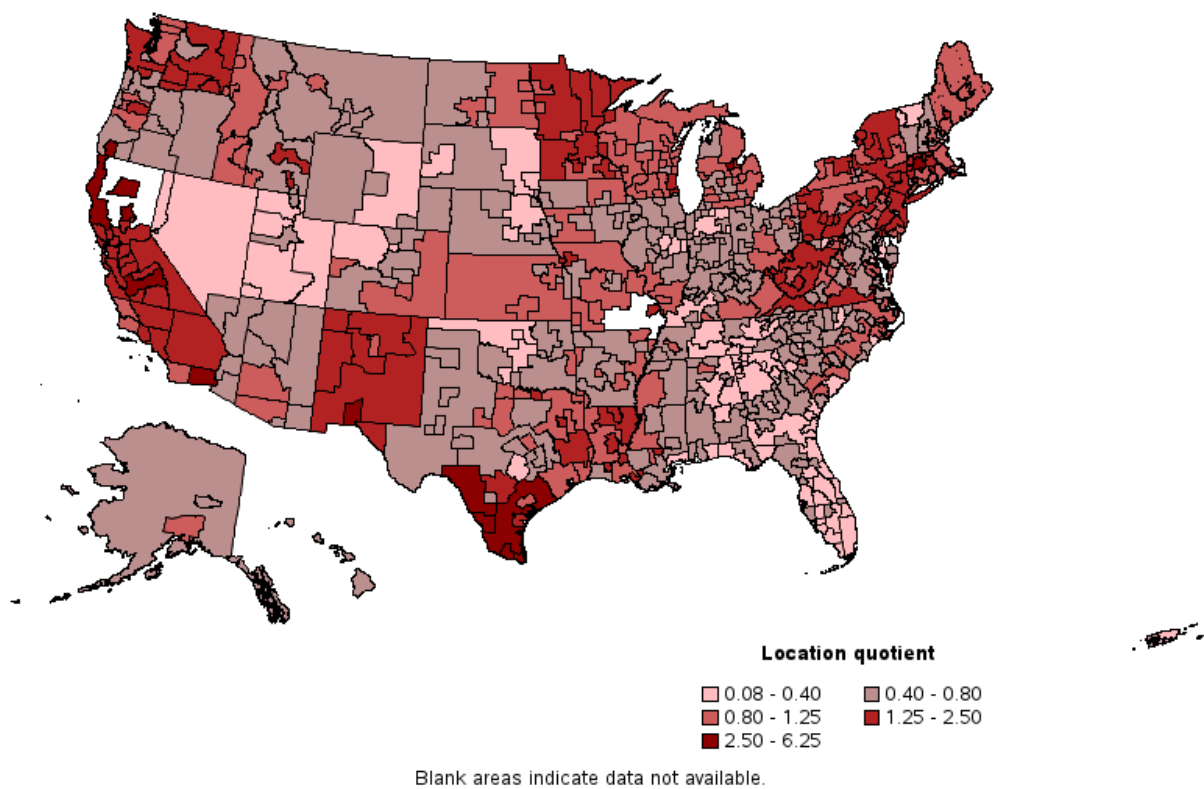 Location quotient
0.08 - 0.40 0.40 - 0.80
0.80 - 1.25 1.25 - 2.50
2.50 - 6.25
Blank areas indicate data not available.